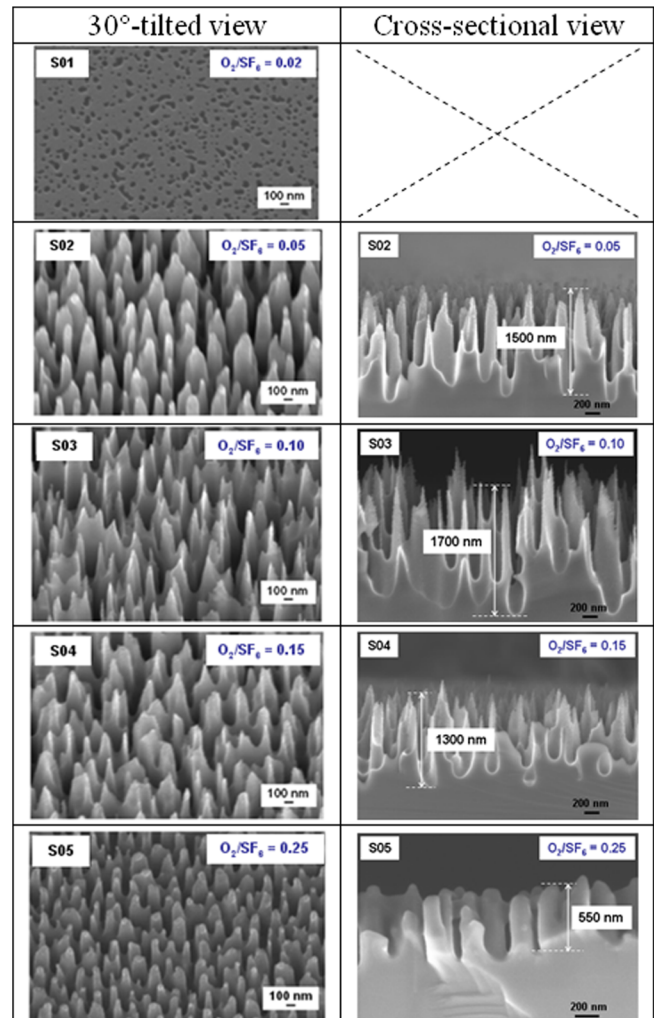 30°-tilted view
Cross-sectional view
S01
O₂/SF₆ = 0.02
100 nm
S02
O₂/SF₆ = 0.05
100 nm
S02
O₂/SF₆ = 0.05
1500 nm
200 nm
S03
O₂/SF₆ = 0.10
100 nm
S03
O₂/SF₆ = 0.10
1700 nm
200 nm
S04
O₂/SF₆ = 0.15
100 nm
S04
O₂/SF₆ = 0.15
1300 nm
200 nm
S05
O₂/SF₆ = 0.25
100 nm
S05
O₂/SF₆ = 0.25
550 nm
200 nm